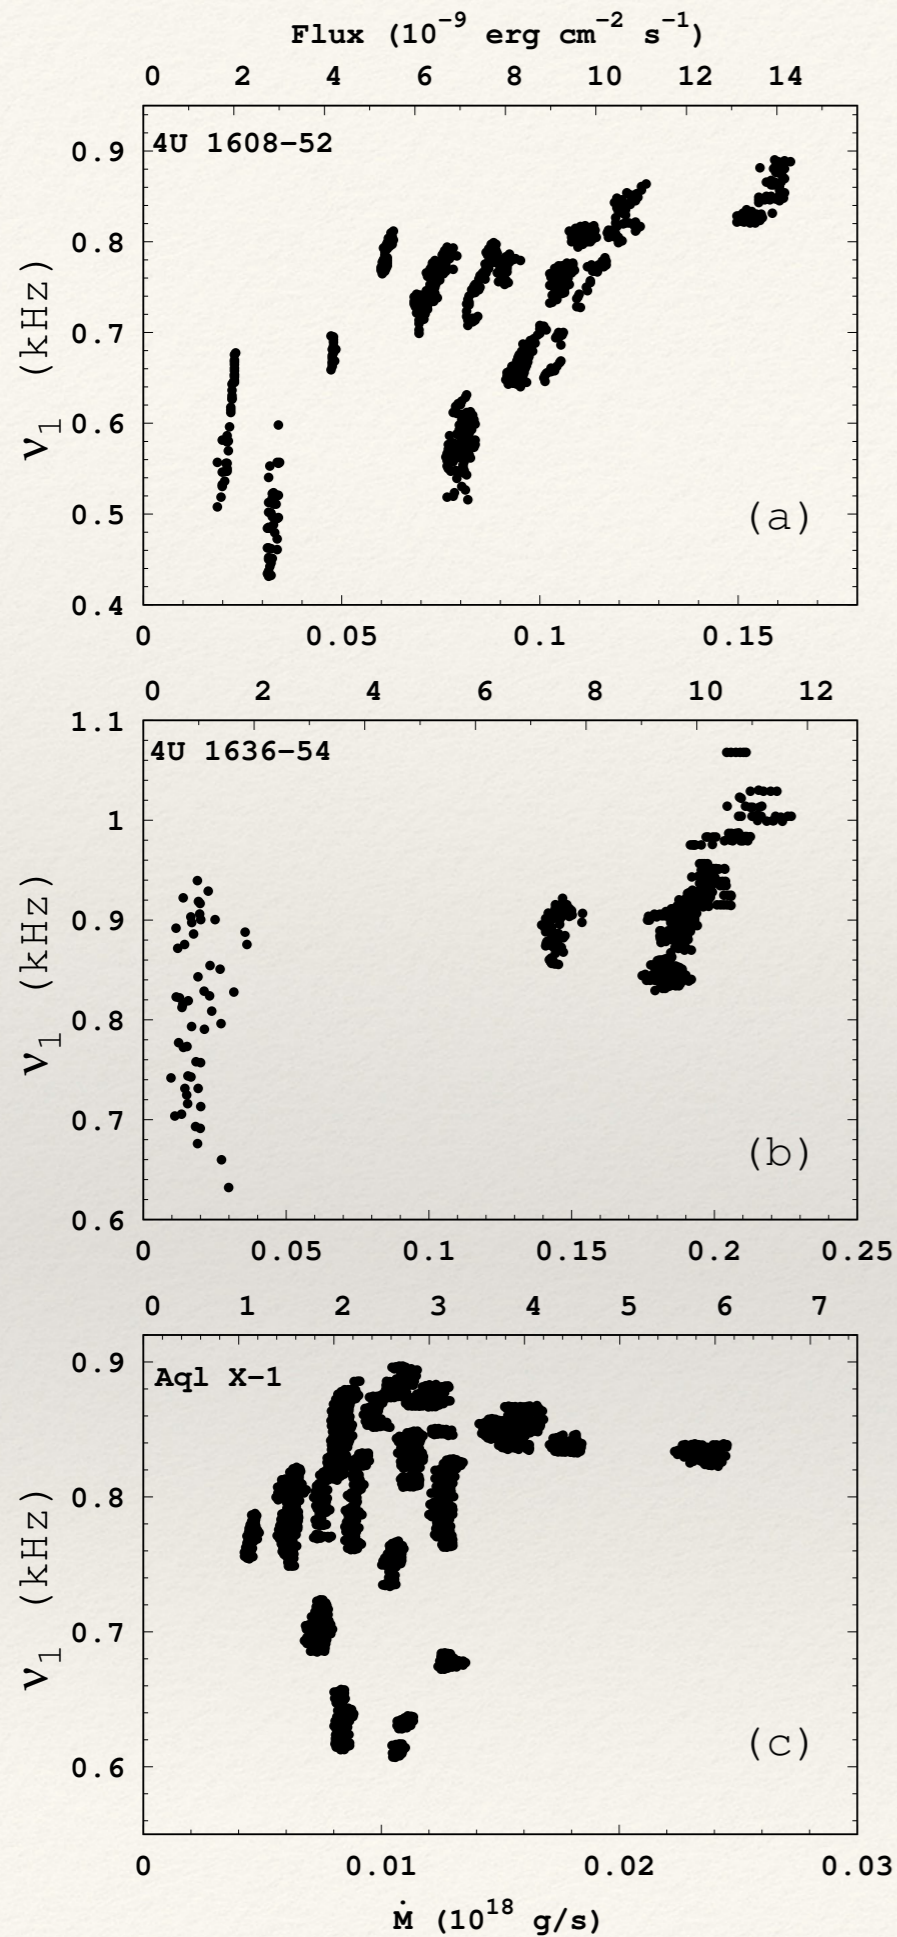 Flux (10⁻⁹ erg cm⁻² s⁻¹)
0 2 4 6 8 10 12 14
4U 1608−52
0.9
0.8
0.7
0.6
0.5
0.4
ν₁ (kHz)
(a)
0 0.05 0.1 0.15
0 2 4 6 8 10 12
4U 1636−54
1.1
1
0.9
0.8
0.7
0.6
ν₁ (kHz)
(b)
0 0.05 0.1 0.15 0.2 0.25
0 1 2 3 4 5 6 7
Aql X−1
0.9
0.8
0.7
0.6
ν₁ (kHz)
(c)
0 0.01 0.02 0.03
Ṁ (10¹⁸ g/s)